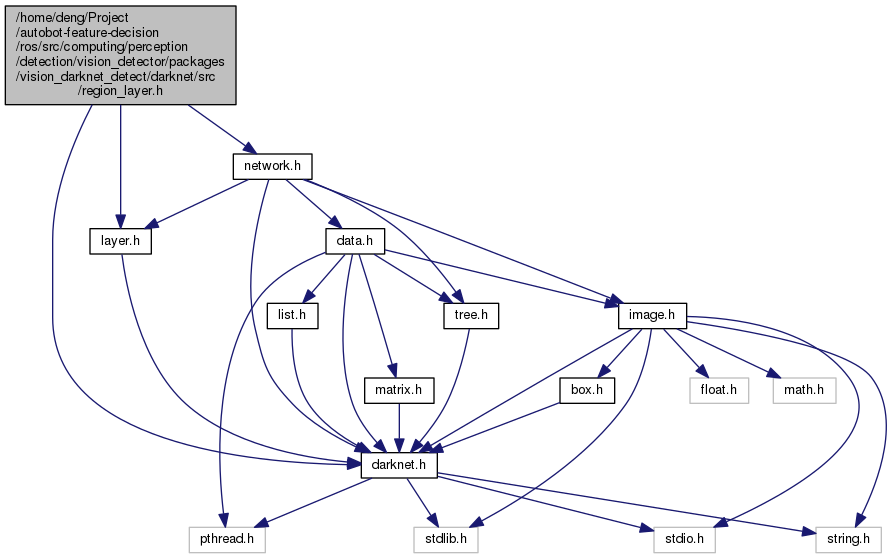 /home/deng/Project
/autobot-feature-decision
/ros/src/computing/perception
/detection/vision_detector/packages
/vision_darknet_detect/darknet/src
/region_layer.h
network.h
layer.h
data.h
list.h
tree.h
image.h
matrix.h
box.h
float.h
math.h
darknet.h
pthread.h
stdlib.h
stdio.h
string.h